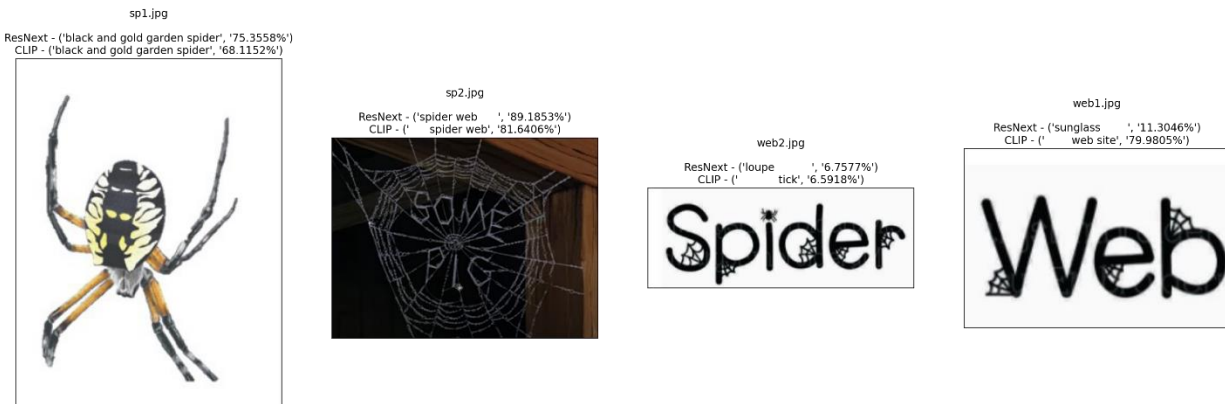 sp1.jpg
ResNext - ('black and gold garden spider', '75.3558%')
CLIP - ('black and gold garden spider', '68.1152%')
sp2.jpg
ResNext - ('spider web      ', '89.1853%')
CLIP - ('      spider web', '81.6406%')
SOME
PIG
web2.jpg
ResNext - ('loupe            ', '6.7577%')
CLIP - ('            tick', '6.5918%')
Spider
web1.jpg
ResNext - ('sunglass        ', '11.3046%')
CLIP - ('        web site', '79.9805%')
Web